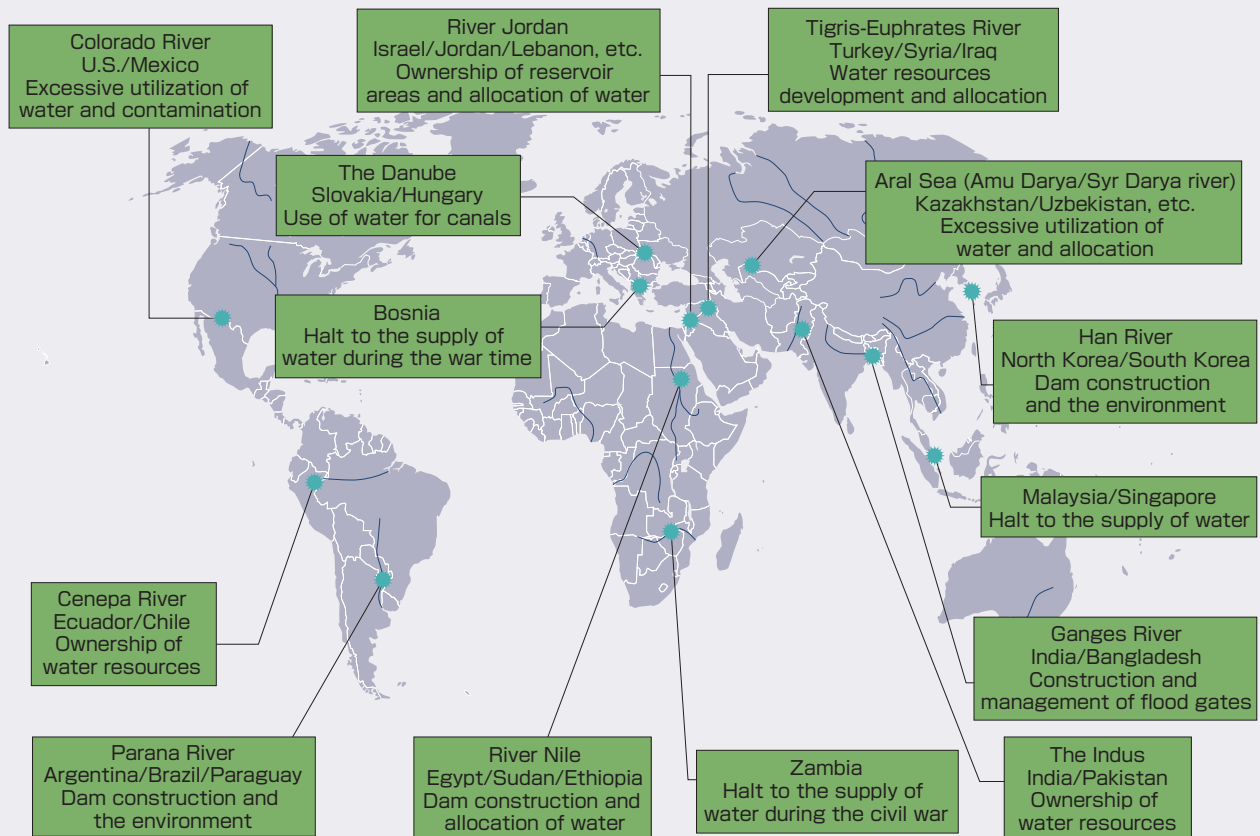 Colorado River
U.S./Mexico
Excessive utilization of
water and contamination
River Jordan
Israel/Jordan/Lebanon, etc.
Ownership of reservoir
areas and allocation of water
Tigris-Euphrates River
Turkey/Syria/Iraq
Water resources
development and allocation
The Danube
Slovakia/Hungary
Use of water for canals
Aral Sea (Amu Darya/Syr Darya river)
Kazakhstan/Uzbekistan, etc.
Excessive utilization of
water and allocation
Bosnia
Halt to the supply of
water during the war time
Han River
North Korea/South Korea
Dam construction
and the environment
Malaysia/Singapore
Halt to the supply of water
Cenepa River
Ecuador/Chile
Ownership of
water resources
Ganges River
India/Bangladesh
Construction and
management of flood gates
Parana River
Argentina/Brazil/Paraguay
Dam construction and
the environment
River Nile
Egypt/Sudan/Ethiopia
Dam construction and
allocation of water
Zambia
Halt to the supply of
water during the civil war
The Indus
India/Pakistan
Ownership of
water resources